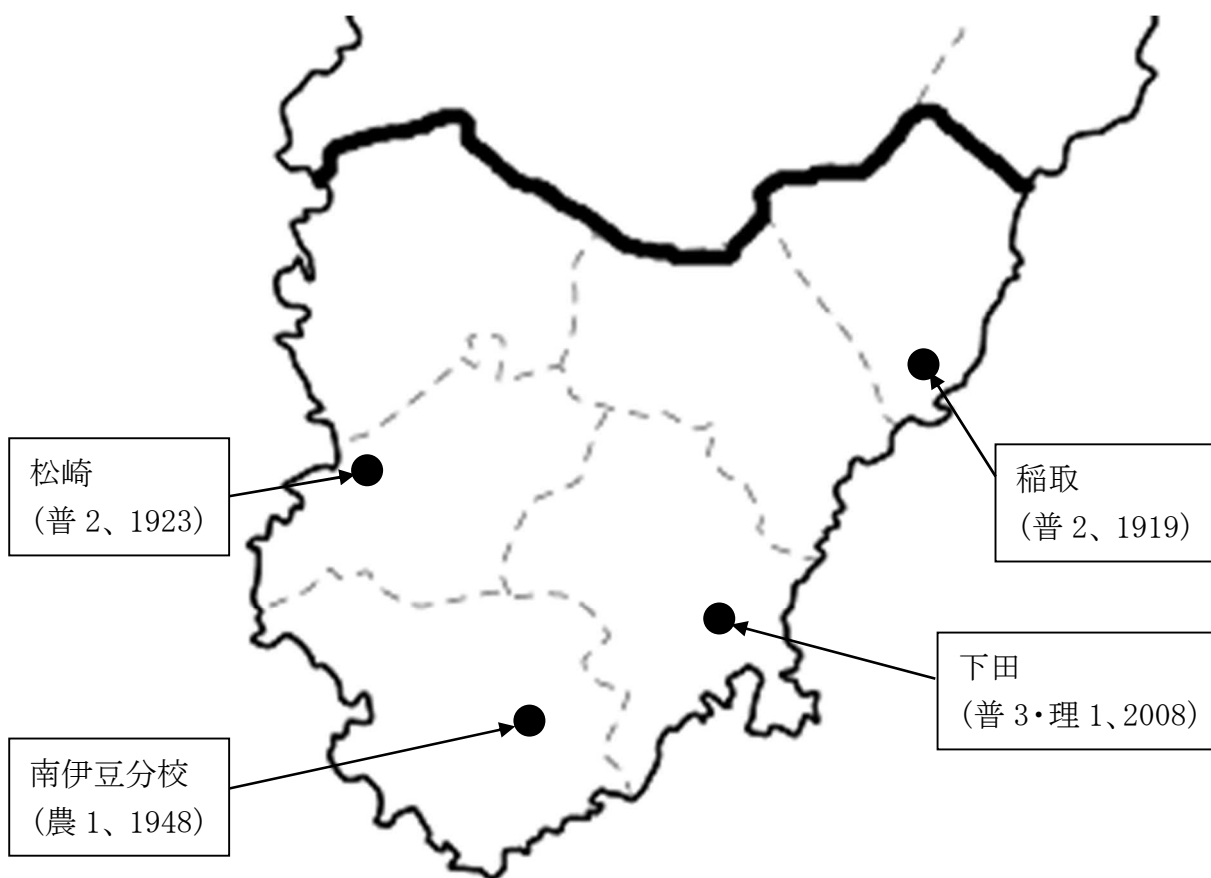 松崎
(普 2、1923)
稲取
(普 2、1919)
下田
(普 3・理 1、2008)
南伊豆分校
(農 1、1948)